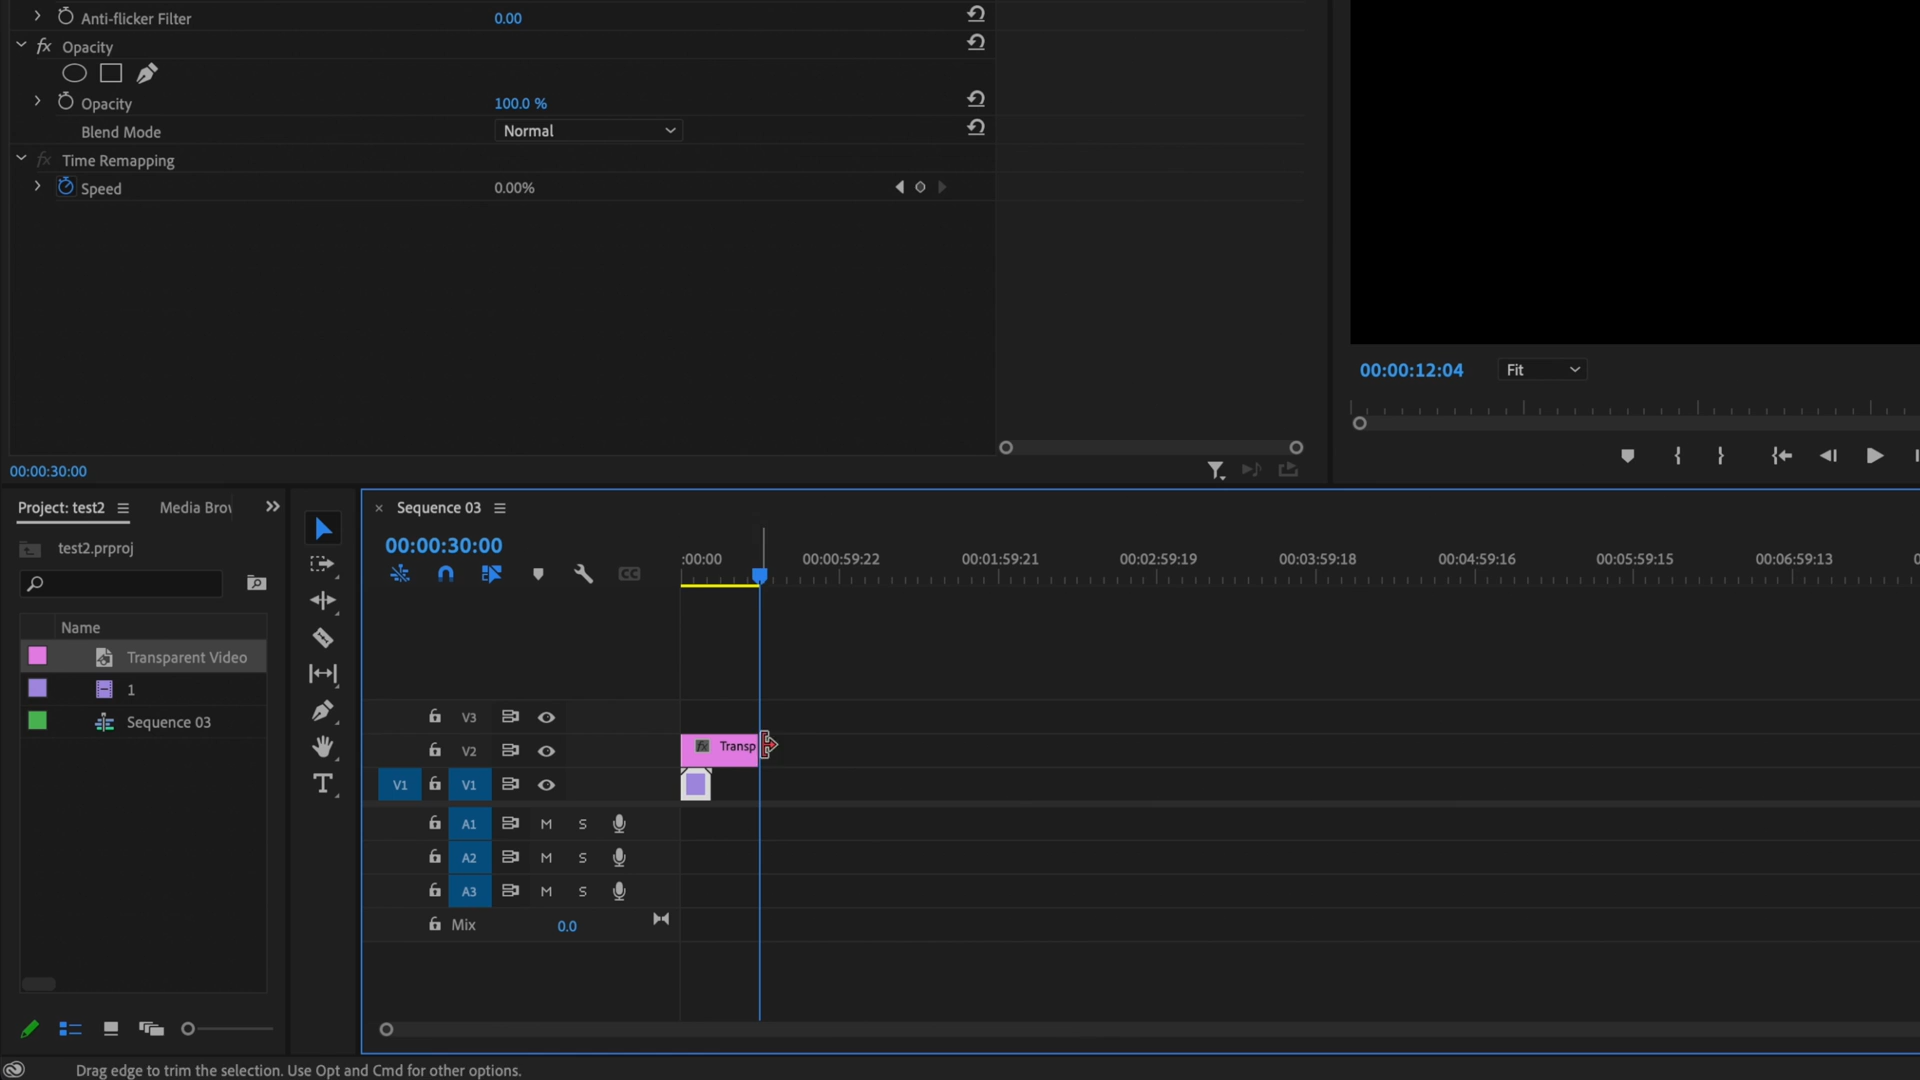 Anti-flicker Filter 0.00
fx Opacity
Opacity 100.0 %
Blend Mode Normal
fx Time Remapping
Speed 0.00%
00:00:12:04 Fit
00:00:30:00
Project: test2 Media Brov
test2.prproj
Name
Transparent Video
1
Sequence 03
Sequence 03
00:00:30:00
:00:00 00:00:59:22 00:01:59:21 00:02:59:19 00:03:59:18 00:04:59:16 00:05:59:15 00:06:59:13
V3
V2 fx Transp
V1 V1
A1 M S
A2 M S
A3 M S
Mix 0.0
Drag edge to trim the selection. Use Opt and Cmd for other options.